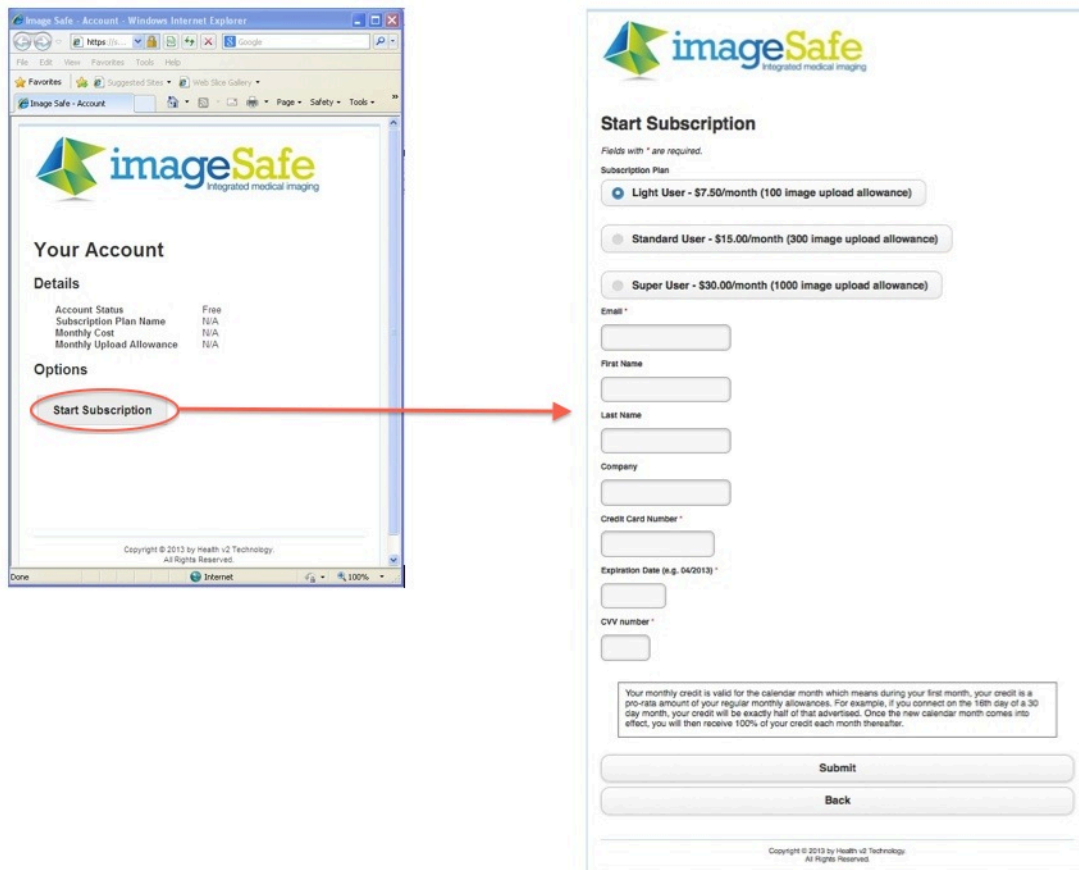 Image Safe - Account - Windows Internet Explorer
https://s...
Google
File Edit View Favorites Tools Help
Favorites Suggested Sites Web Slice Gallery
Image Safe - Account Page Safety Tools »
imageSafe
Integrated medical imaging
Your Account
Details
Account Status Free
Subscription Plan Name N/A
Monthly Cost N/A
Monthly Upload Allowance N/A
Options
Start Subscription
Copyright © 2013 by Health v2 Technology.
All Rights Reserved.
Done Internet 100%
imageSafe
Integrated medical imaging
Start Subscription
Fields with * are required.
Subscription Plan
Light User - $7.50/month (100 image upload allowance)
Standard User - $15.00/month (300 image upload allowance)
Super User - $30.00/month (1000 image upload allowance)
Email *
First Name
Last Name
Company
Credit Card Number *
Expiration Date (e.g. 04/2013) *
CVV number *
Your monthly credit is valid for the calendar month which means during your first month, your credit is a
pro-rata amount of your regular monthly allowances. For example, if you connect on the 16th day of a 30
day month, your credit will be exactly half of that advertised. Once the new calendar month comes into
effect, you will then receive 100% of your credit each month thereafter.
Submit
Back
Copyright © 2013 by Health v2 Technology.
All Rights Reserved.